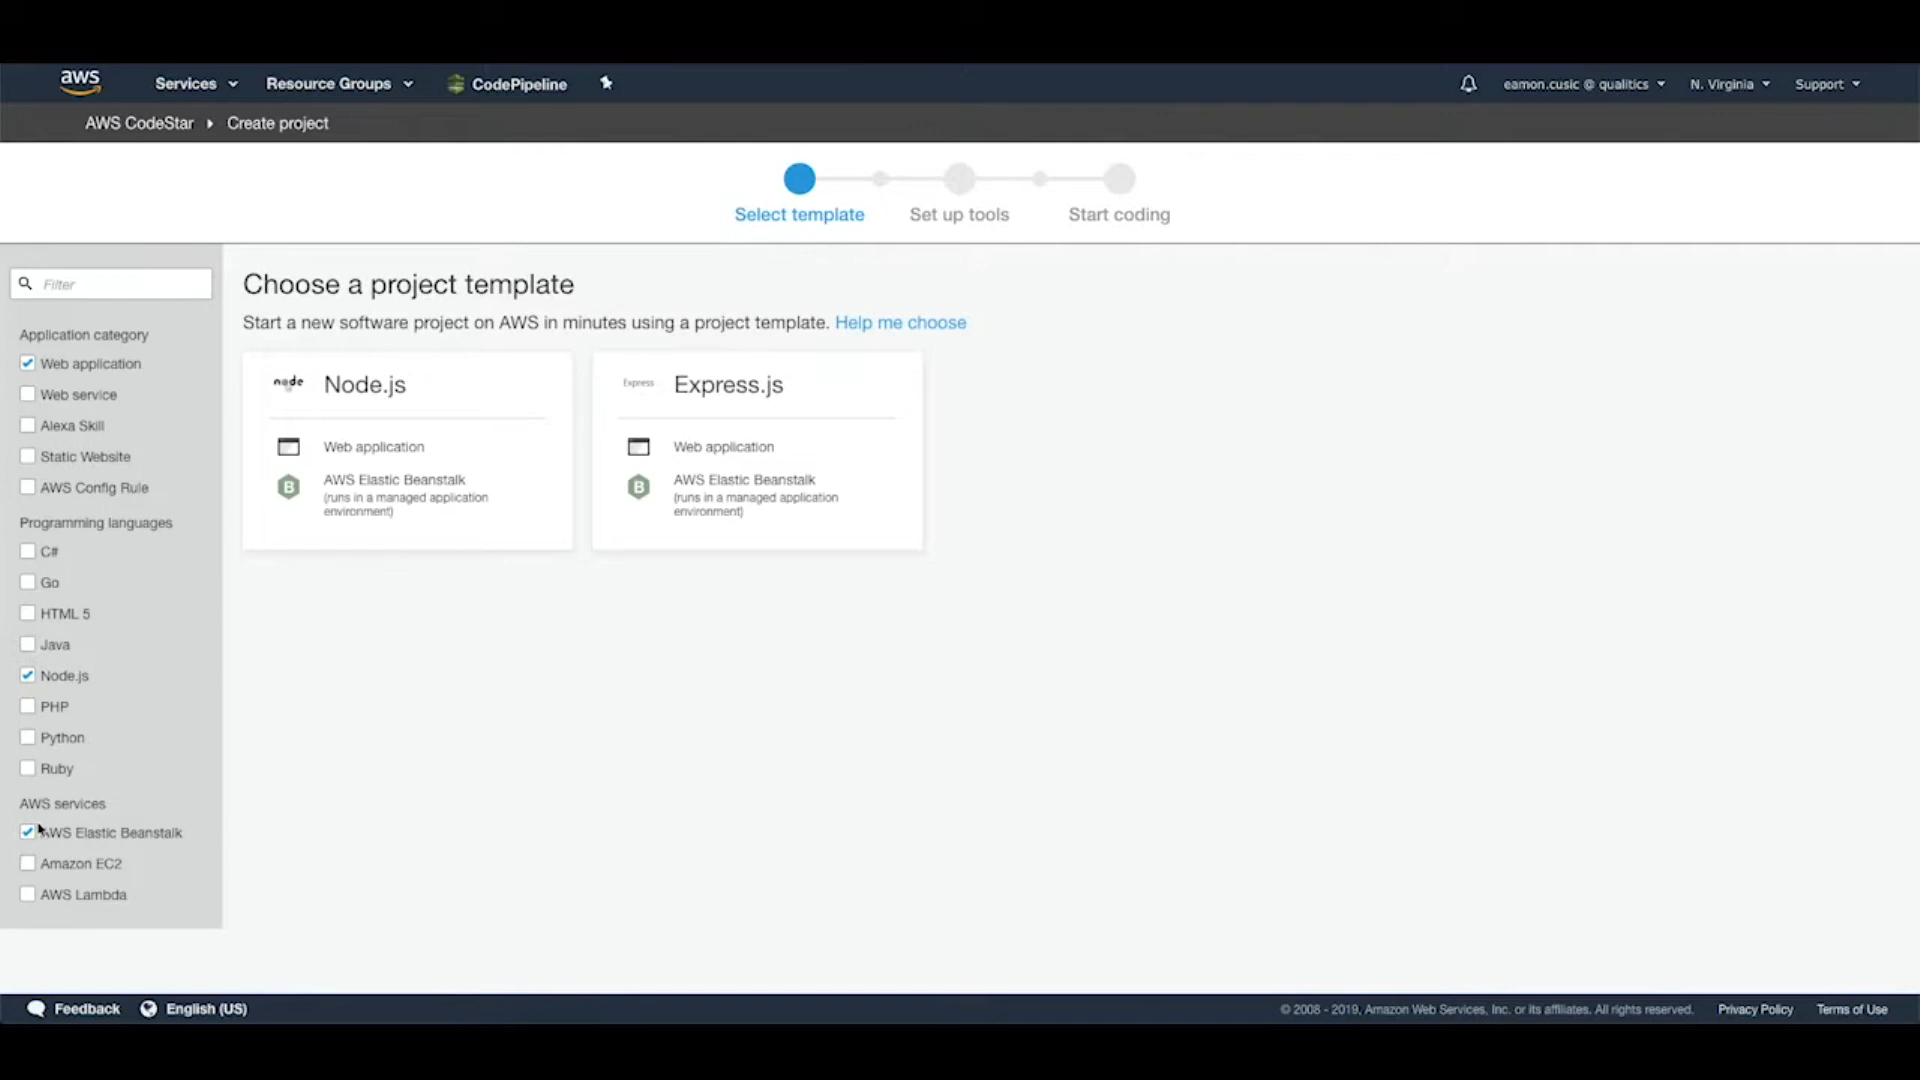 aws
Services
Resource Groups
CodePipeline
eamon.cusic @ qualitics
N. Virginia
Support
AWS CodeStar
Create project
Select template
Set up tools
Start coding
Filter
Application category
Web application
Web service
Alexa Skill
Static Website
AWS Config Rule
Programming languages
C#
Go
HTML 5
Java
Node.js
PHP
Python
Ruby
AWS services
AWS Elastic Beanstalk
Amazon EC2
AWS Lambda
Choose a project template
Start a new software project on AWS in minutes using a project template. Help me choose
node
Node.js
Web application
B
AWS Elastic Beanstalk
(runs in a managed application
environment)
Express
Express.js
Web application
B
AWS Elastic Beanstalk
(runs in a managed application
environment)
Feedback
English (US)
© 2008 - 2019, Amazon Web Services, Inc. or its affiliates. All rights reserved.
Privacy Policy
Terms of Use